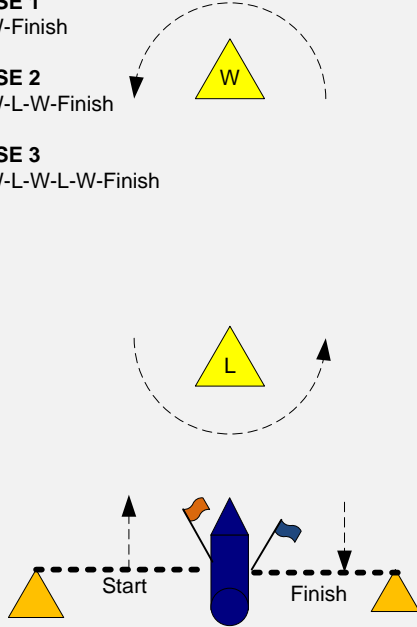 SE 1
W-Finish
SE 2
W-L-W-Finish
SE 3
W-L-W-L-W-Finish
W
L
Start
Finish